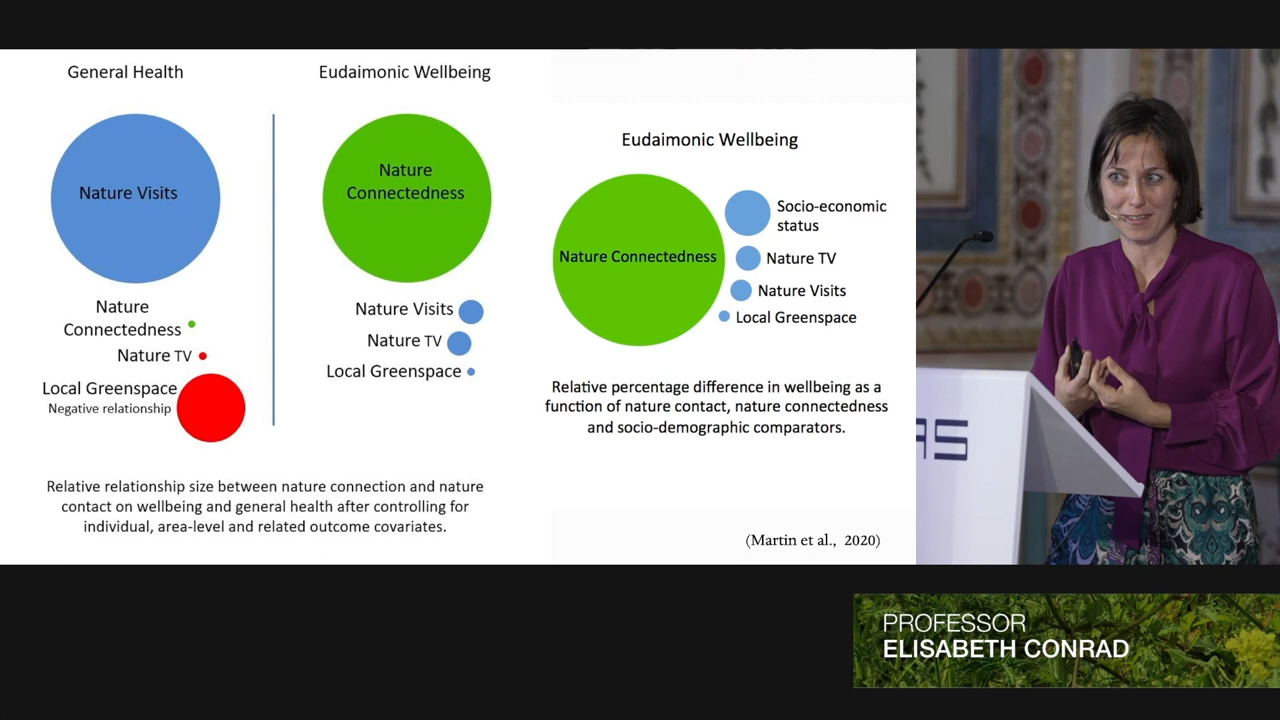 General Health
Nature Visits
Nature
Connectedness
Nature TV
Local Greenspace
Negative relationship
Eudaimonic Wellbeing
Nature
Connectedness
Nature Visits
Nature TV
Local Greenspace
Relative relationship size between nature connection and nature
contact on wellbeing and general health after controlling for
individual, area-level and related outcome covariates.
Eudaimonic Wellbeing
Nature Connectedness
Socio-economic
status
Nature TV
Nature Visits
Local Greenspace
Relative percentage difference in wellbeing as a
function of nature contact, nature connectedness
and socio-demographic comparators.
(Martin et al., 2020)
PROFESSOR
ELISABETH CONRAD